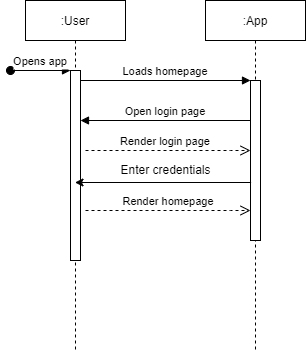 :User
:App
Opens app
Loads homepage
Open login page
Render login page
Enter credentials
Render homepage